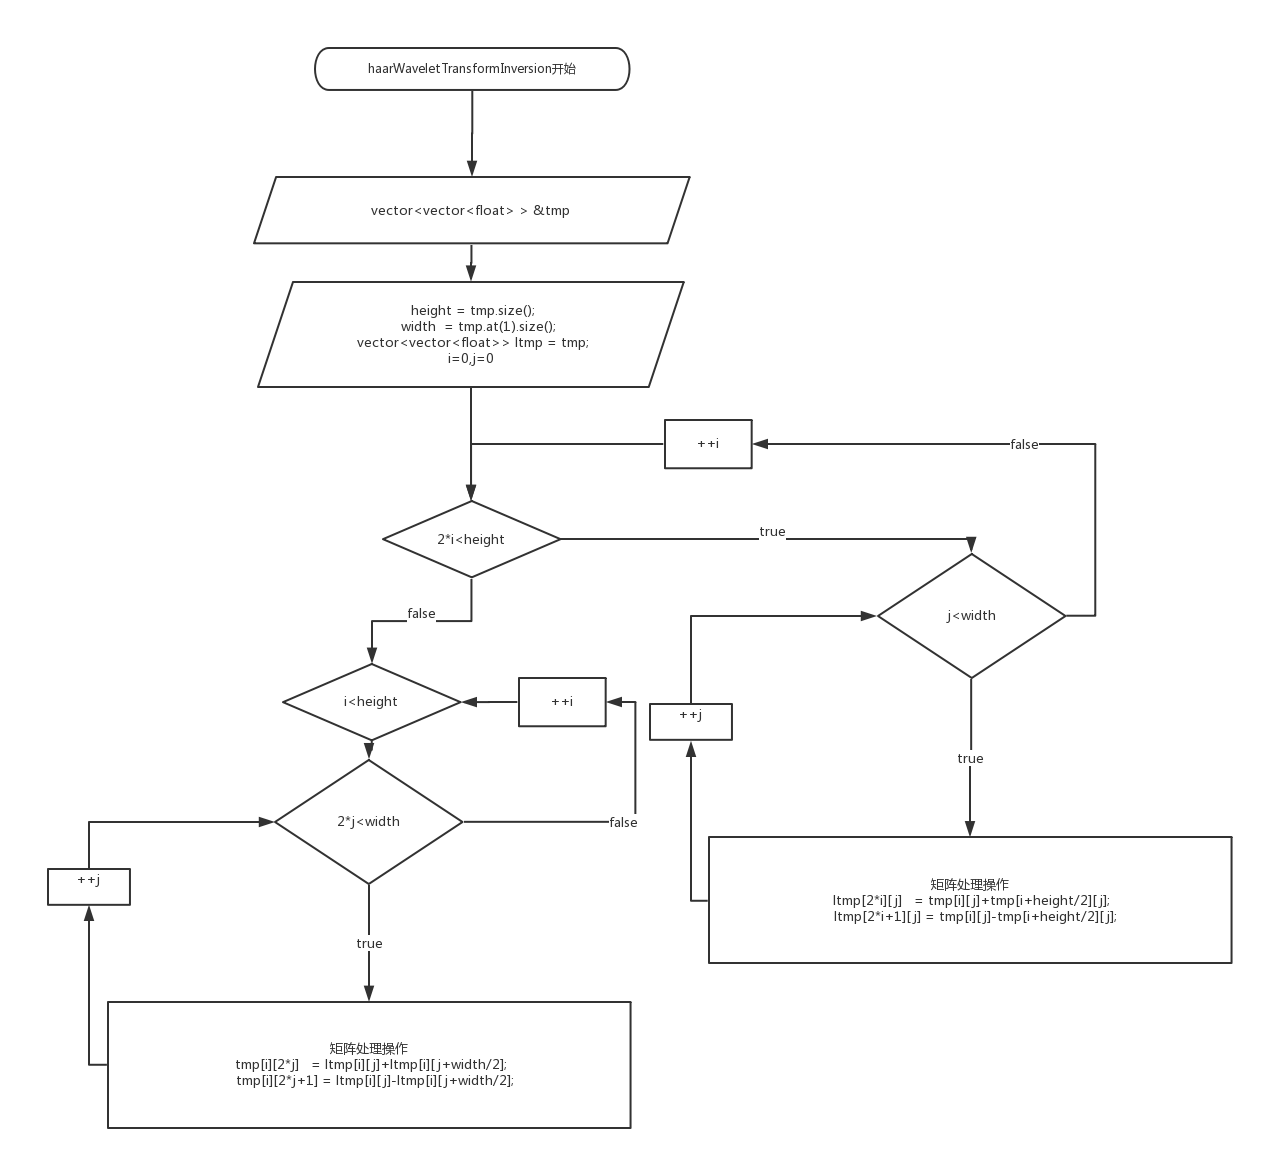 haarWaveletTransformInversion开始
vector<vector<float> > &tmp
height = tmp.size();
width  = tmp.at(1).size();
vector<vector<float>> ltmp = tmp;
i=0,j=0
++i
false
2*i<height
true
j<width
false
i<height
++i
++j
true
2*j<width
false
++j
矩阵处理操作
ltmp[2*i][j]   = tmp[i][j]+tmp[i+height/2][j];
ltmp[2*i+1][j] = tmp[i][j]-tmp[i+height/2][j];
true
矩阵处理操作
tmp[i][2*j]   = ltmp[i][j]+ltmp[i][j+width/2];
tmp[i][2*j+1] = ltmp[i][j]-ltmp[i][j+width/2];